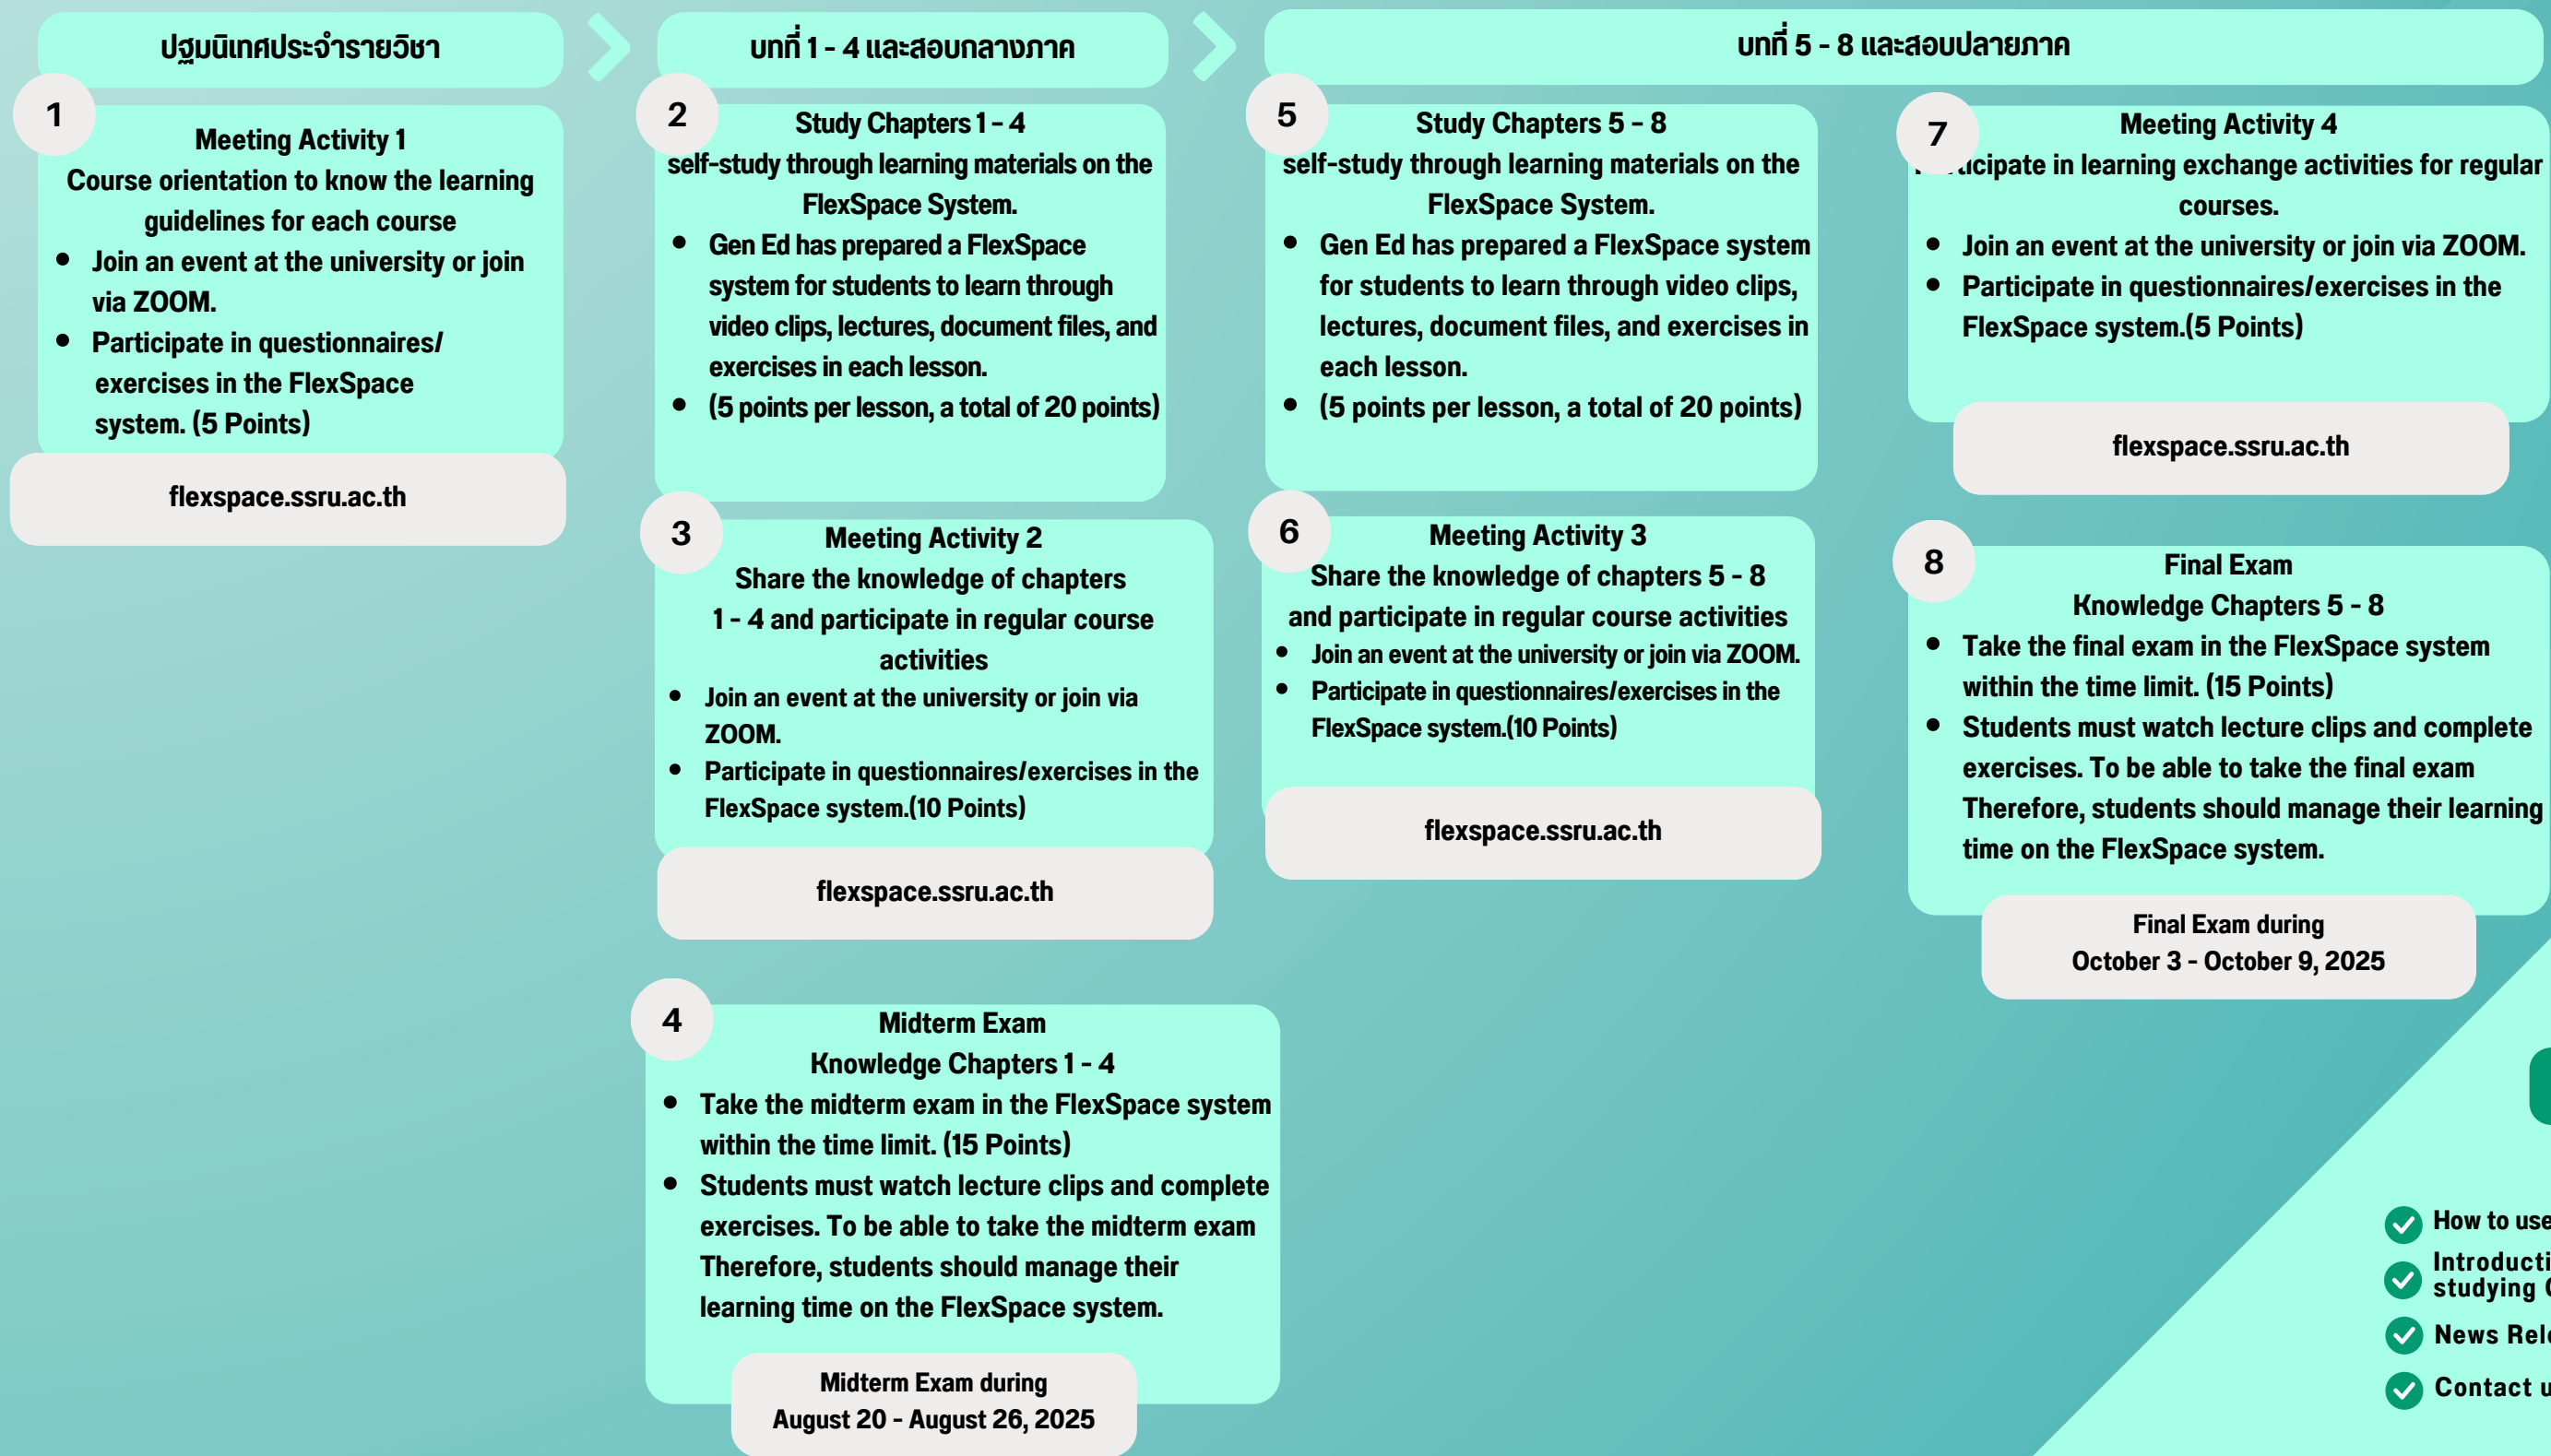 ปฐมนิเทศประจำรายวิชา
1
Meeting Activity 1
Course orientation to know the learning
guidelines for each course
• Join an event at the university or join
via ZOOM.
• Participate in questionnaires/
exercises in the FlexSpace
system. (5 Points)
flexspace.ssru.ac.th
บทที่ 1 - 4 และสอบกลางภาค
2
Study Chapters 1 - 4
self-study through learning materials on the
FlexSpace System.
• Gen Ed has prepared a FlexSpace
system for students to learn through
video clips, lectures, document files, and
exercises in each lesson.
• (5 points per lesson, a total of 20 points)
3
Meeting Activity 2
Share the knowledge of chapters
1 - 4 and participate in regular course
activities
• Join an event at the university or join via
ZOOM.
• Participate in questionnaires/exercises in the
FlexSpace system.(10 Points)
flexspace.ssru.ac.th
4
Midterm Exam
Knowledge Chapters 1 - 4
• Take the midterm exam in the FlexSpace system
within the time limit. (15 Points)
• Students must watch lecture clips and complete
exercises. To be able to take the midterm exam
Therefore, students should manage their
learning time on the FlexSpace system.
Midterm Exam during
August 20 - August 26, 2025
บทที่ 5 - 8 และสอบปลายภาค
5
Study Chapters 5 - 8
self-study through learning materials on the
FlexSpace System.
• Gen Ed has prepared a FlexSpace system
for students to learn through video clips,
lectures, document files, and exercises in
each lesson.
• (5 points per lesson, a total of 20 points)
6
Meeting Activity 3
Share the knowledge of chapters 5 - 8
and participate in regular course activities
• Join an event at the university or join via ZOOM.
• Participate in questionnaires/exercises in the
FlexSpace system.(10 Points)
flexspace.ssru.ac.th
7
Meeting Activity 4
in learning exchange activities for regular
courses.
• Join an event at the university or join via ZOOM.
• Participate in questionnaires/exercises in the
FlexSpace system.(5 Points)
flexspace.ssru.ac.th
8
Final Exam
Knowledge Chapters 5 - 8
• Take the final exam in the FlexSpace system
within the time limit. (15 Points)
• Students must watch lecture clips and complete
exercises. To be able to take the final exam
Therefore, students should manage their learning
time on the FlexSpace system.
Final Exam during
October 3 - October 9, 2025
How to use
studying
News
Contact